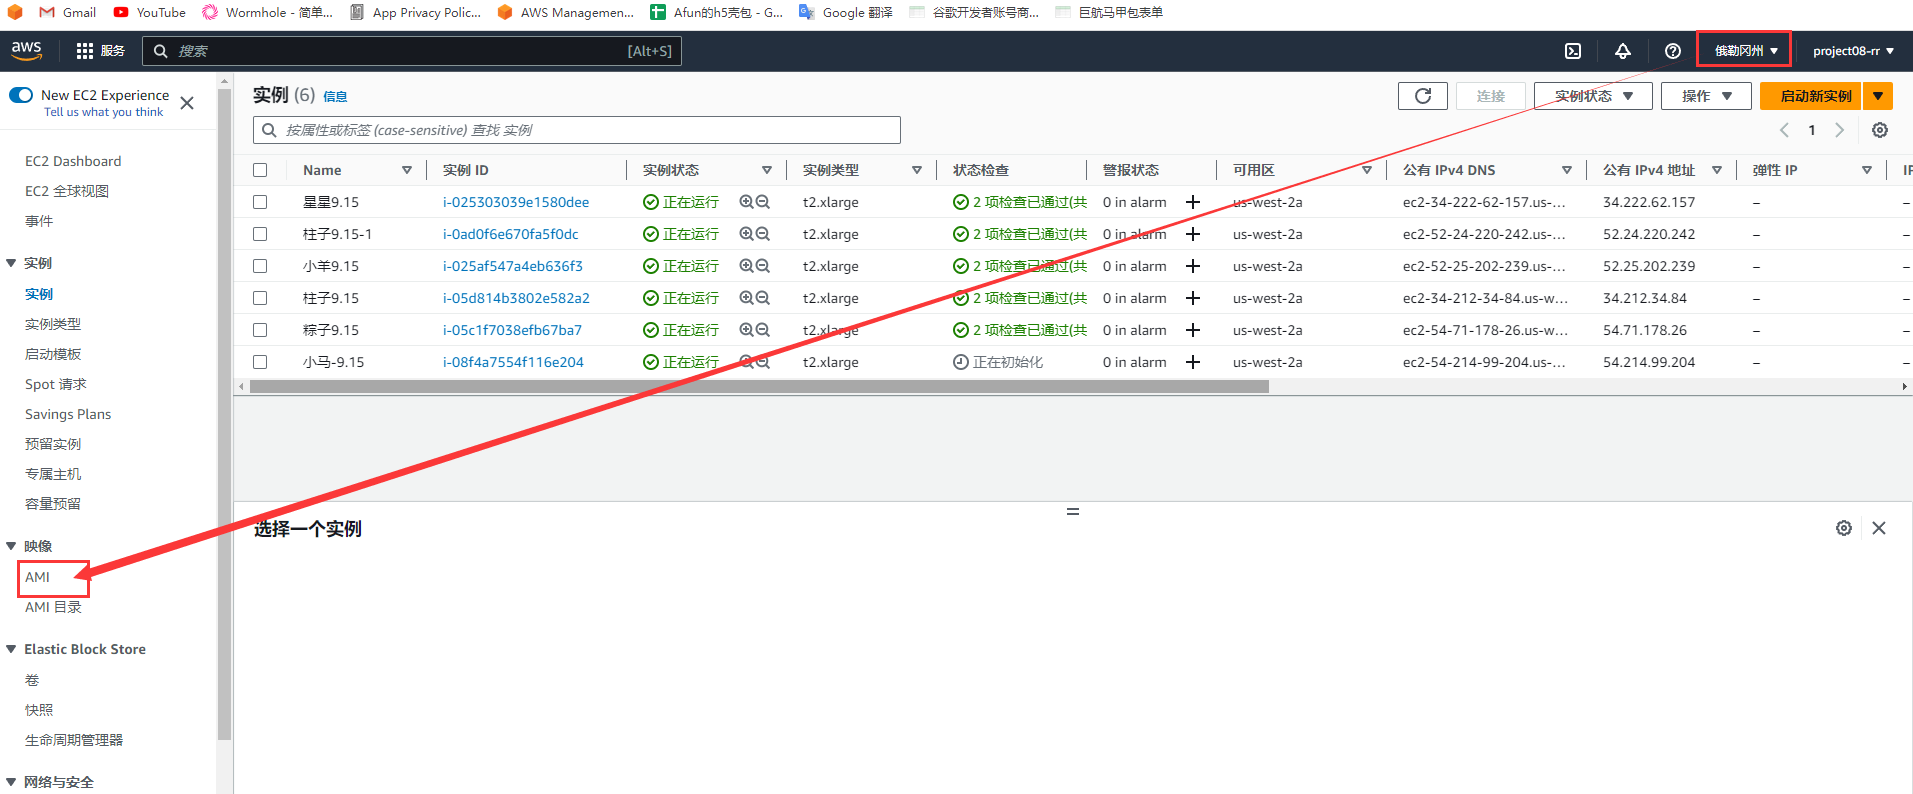 Gmail YouTube Wormhole - 简单... App Privacy Polic... AWS Managemen... Afun的h5壳包 - G... Google 翻译 谷歌开发者账号商... 巨航马甲包表单
aws 服务 搜索 [Alt+S] 俄勒冈州 project08-rr
New EC2 Experience
Tell us what you think
EC2 Dashboard
EC2 全球视图
事件
实例
实例
实例类型
启动模板
Spot 请求
Savings Plans
预留实例
专属主机
容量预留
映像
AMI
AMI 目录
Elastic Block Store
卷
快照
生命周期管理器
网络与安全
实例 (6) 信息
连接 实例状态 操作 启动新实例
按属性或标签 (case-sensitive) 查找 实例
1
Name 实例 ID 实例状态 实例类型 状态检查 警报状态 可用区 公有 IPv4 DNS 公有 IPv4 地址 弹性 IP IP
星星9.15 i-025303039e1580dee 正在运行 t2.xlarge 2 项检查已通过(共 0 in alarm + us-west-2a ec2-34-222-62-157.us-... 34.222.62.157 –
柱子9.15-1 i-0ad0f6e670fa5f0dc 正在运行 t2.xlarge 2 项检查已通过(共 0 in alarm + us-west-2a ec2-52-24-220-242.us-... 52.24.220.242 – –
小羊9.15 i-025af547a4eb636f3 正在运行 t2.xlarge 2 项检查已通过(共 0 in alarm + us-west-2a ec2-52-25-202-239.us-... 52.25.202.239 – –
柱子9.15 i-05d814b3802e582a2 正在运行 t2.xlarge 2 项检查已通过(共 0 in alarm + us-west-2a ec2-34-212-34-84.us-w... 34.212.34.84 – –
粽子9.15 i-05c1f7038efb67ba7 正在运行 t2.xlarge 2 项检查已通过(共 0 in alarm + us-west-2a ec2-54-71-178-26.us-w... 54.71.178.26 – –
小马-9.15 i-08f4a7554f116e204 正在运行 t2.xlarge 正在初始化 0 in alarm + us-west-2a ec2-54-214-99-204.us-... 54.214.99.204 – –
选择一个实例